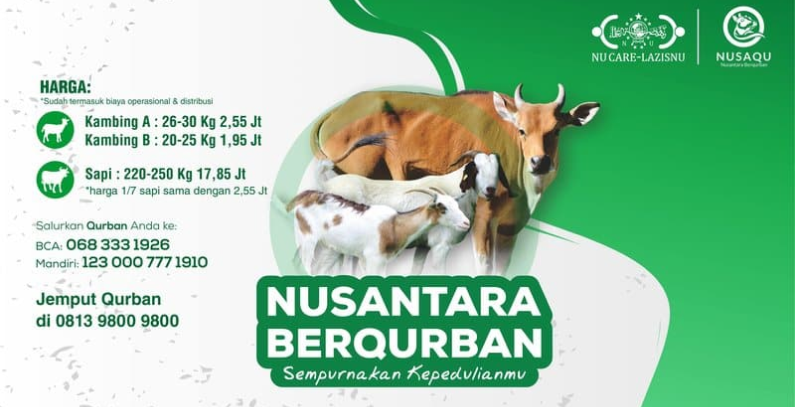 NU CARE-LAZISNU
NUSAQU
Nusantara Berqurban
HARGA:
*Sudah termasuk biaya operasional & distribusi
Kambing A : 26-30 Kg 2,55 Jt
Kambing B : 20-25 Kg 1,95 Jt
Sapi : 220-250 Kg 17,85 Jt
*harga 1/7 sapi sama dengan 2,55 Jt
Salurkan Qurban Anda ke:
BCA: 068 333 1926
Mandiri: 123 000 777 1910
Jemput Qurban
di 0813 9800 9800
NUSANTARA
BERQURBAN
Sempurnakan Kepedulianmu